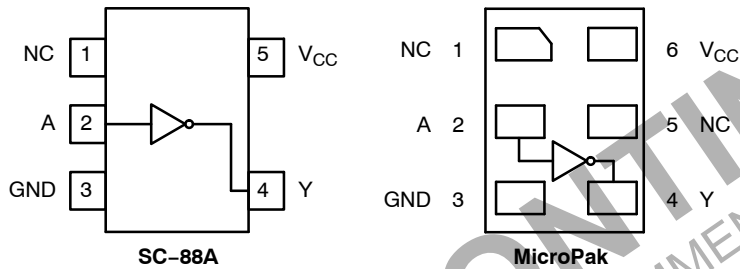 NC 1 5 VCC NC 1 6 VCC
A 2 A 2 5 NC
GND 3 4 Y GND 3 4 Y
SC-88A MicroPak